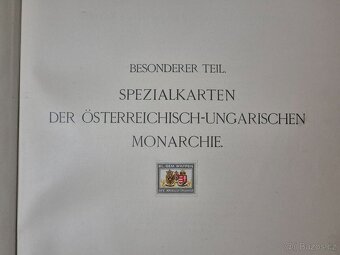 BESONDERER TEIL.
SPEZIALKARTEN
DER ÖSTERREICHISCH-UNGARISCHEN
MONARCHIE.